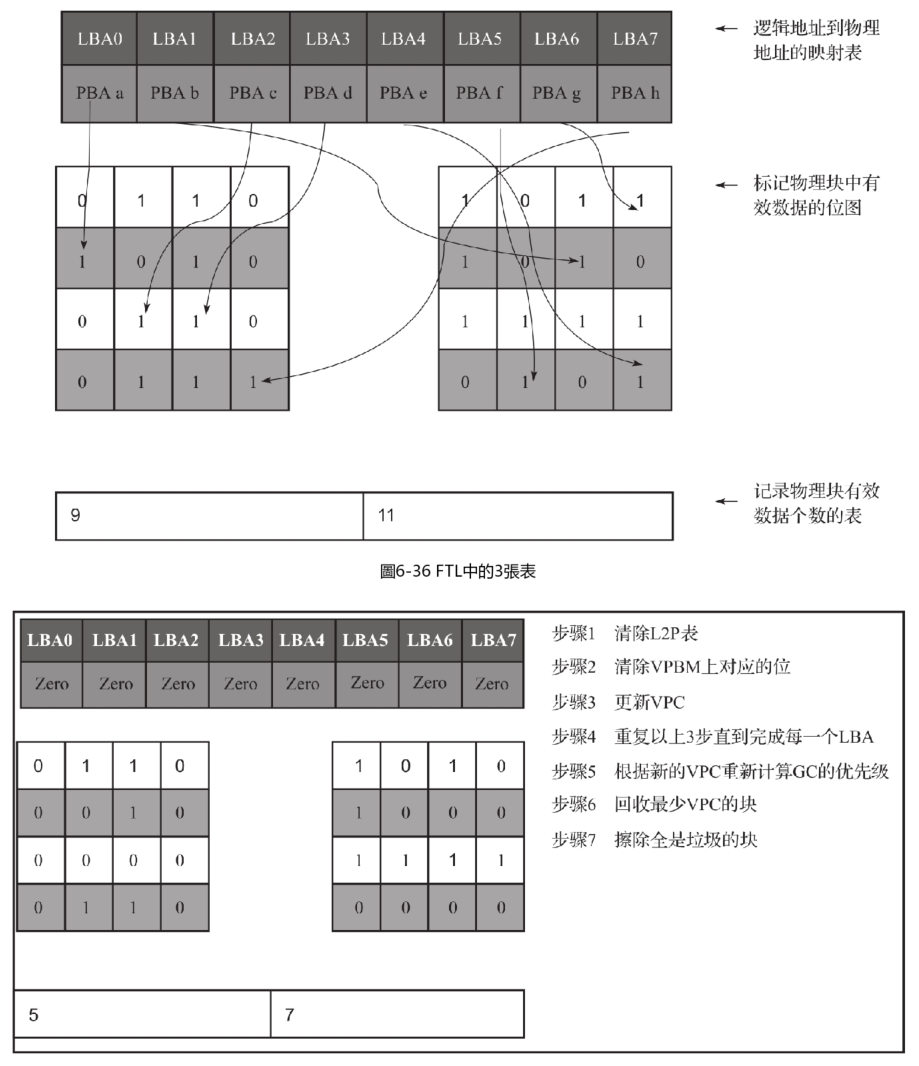 LBA0 LBA1 LBA2 LBA3 LBA4 LBA5 LBA6 LBA7
PBA a PBA b PBA c PBA d PBA e PBA f PBA g PBA h
逻辑地址到物理
地址的映射表
0 1 1 0
1 0 1 0
0 1 1 0
0 1 1 1
1 0 1 1
1 0 1 0
1 1 1 1
0 1 0 1
标记物理块中有
效数据的位图
9 11
记录物理块有效
数据个数的表
圖6-36 FTL中的3張表
LBA0 LBA1 LBA2 LBA3 LBA4 LBA5 LBA6 LBA7
Zero Zero Zero Zero Zero Zero Zero Zero
0 1 1 0
0 0 1 0
0 0 0 0
0 1 1 0
1 0 1 0
1 0 0 0
1 1 1 1
0 0 0 0
5 7
步骤1 清除L2P表
步骤2 清除VPBM上对应的位
步骤3 更新VPC
步骤4 重复以上3步直到完成每一个LBA
步骤5 根据新的VPC重新计算GC的优先级
步骤6 回收最少VPC的块
步骤7 擦除全是垃圾的块